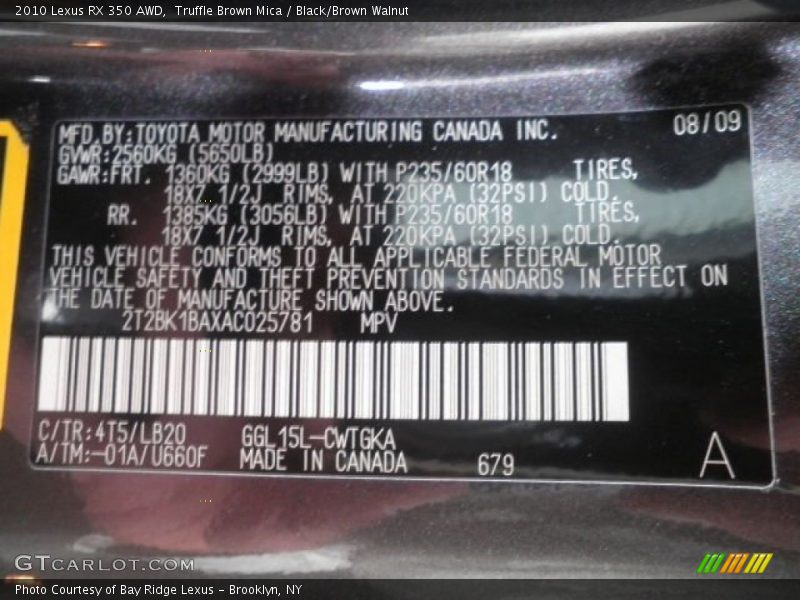 2010 Lexus RX 350 AWD,  Truffle Brown Mica / Black/Brown Walnut
MFD. BY: TOYOTA MOTOR MANUFACTURING CANADA INC. 08/09
GVWR: 2560KG (5650LB)
GAWR: FRT. 1360KG (2999LB) WITH P235/60R18 TIRES,
18X7 1/2J RIMS, AT 220KPA (32PSI) COLD.
RR. 1385KG (3056LB) WITH P235/60R18 TIRES,
18X7 1/2J RIMS, AT 220KPA (32PSI) COLD.
THIS VEHICLE CONFORMS TO ALL APPLICABLE FEDERAL MOTOR
VEHICLE SAFETY AND THEFT PREVENTION STANDARDS IN EFFECT ON
THE DATE OF MANUFACTURE SHOWN ABOVE.
2T2BK1BAXAC025781 MPV
C/TR: 4T5/LB20 GGL15L-CWTGKA
A/TM: -01A/U660F MADE IN CANADA 679 A
GTCARLOT.COM
Photo Courtesy of Bay Ridge Lexus - Brooklyn, NY